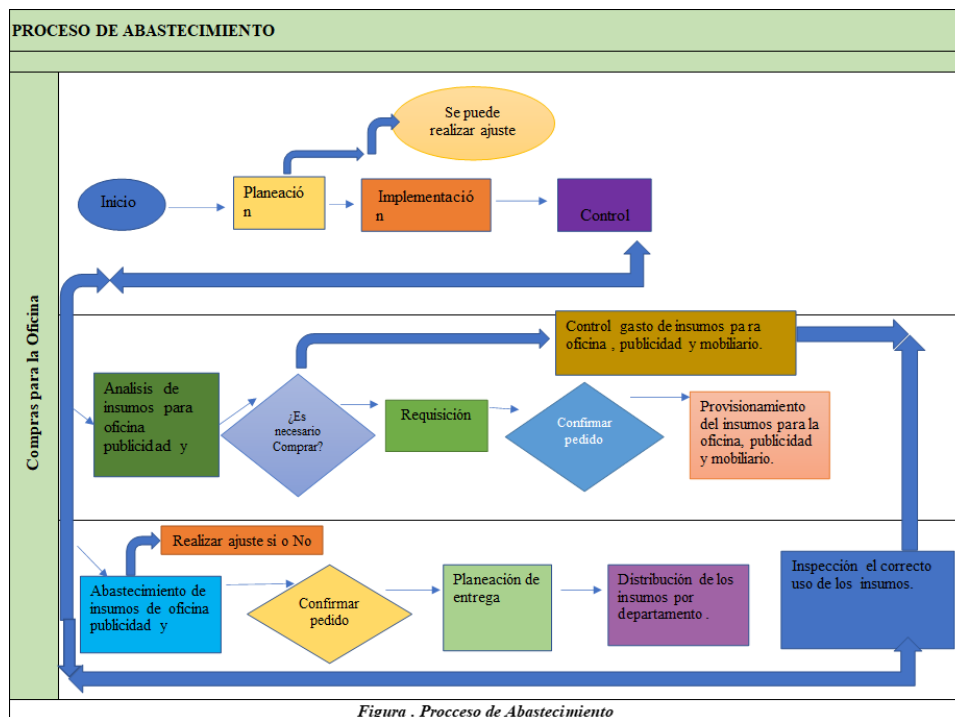 PROCESO DE ABASTECIMIENTO
Compras para la Oficina
Se puede
realizar ajuste
Inicio
Planeació
n
Implementació
n
Control
Control gasto de insumos para
oficina , publicidad y mobiliario.
Analisis de
insumos para
oficina
publicidad y
¿Es
necesario
Comprar?
Requisición
Confirmar
pedido
Provisionamiento
del insumos para la
oficina, publicidad
y mobiliario.
Realizar ajuste si o No
Abastecimiento de
insumos de oficina
publicidad y
Confirmar
pedido
Planeación de
entrega
Distribución de los
insumos por
departamento .
Inspección el correcto
uso de los insumos.
Figura . Procceso de Abastecimiento